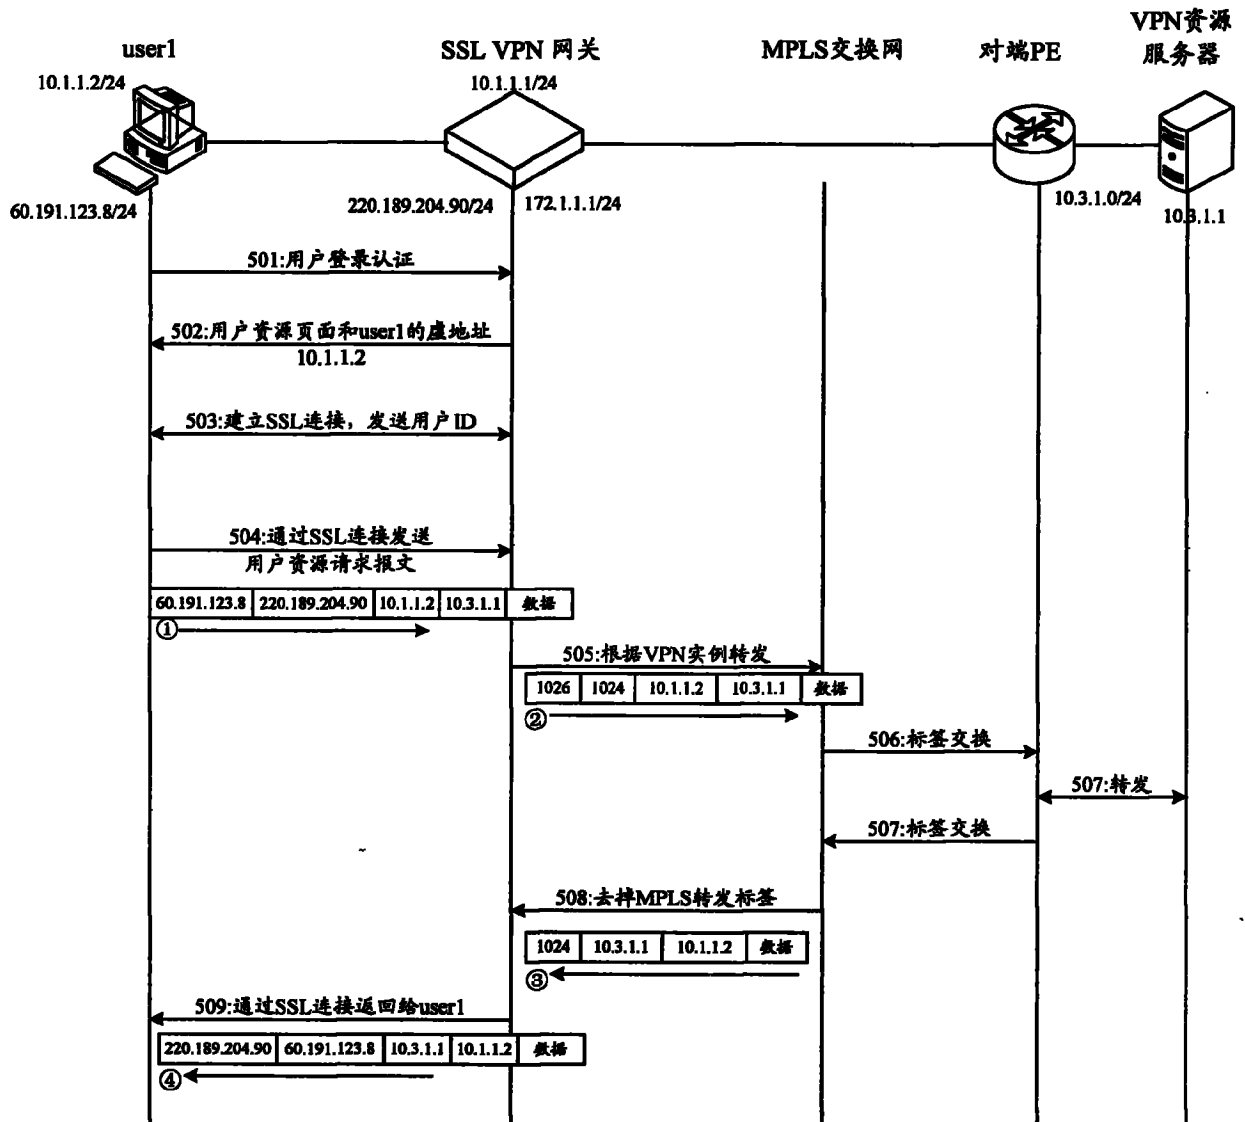 VPN资源
服务器
user1
SSL VPN 网关
MPLS交换网
对端PE
10.1.1.2/24
10.1.1.1/24
60.191.123.8/24
220.189.204.90/24
172.1.1.1/24
10.3.1.0/24
10.3.1.1
501:用户登录认证
502:用户资源页面和user1的虚地址
10.1.1.2
503:建立SSL连接，发送用户ID
504:通过SSL连接发送
用户资源请求报文
60.191.123.8 220.189.204.90 10.1.1.2 10.3.1.1 数据
①
505:根据VPN实例转发
1026 1024 10.1.1.2 10.3.1.1 数据
②
506:标签交换
507:转发
507:标签交换
508:去掉MPLS转发标签
1024 10.3.1.1 10.1.1.2 数据
③
509:通过SSL连接返回给user1
220.189.204.90 60.191.123.8 10.3.1.1 10.1.1.2 数据
④